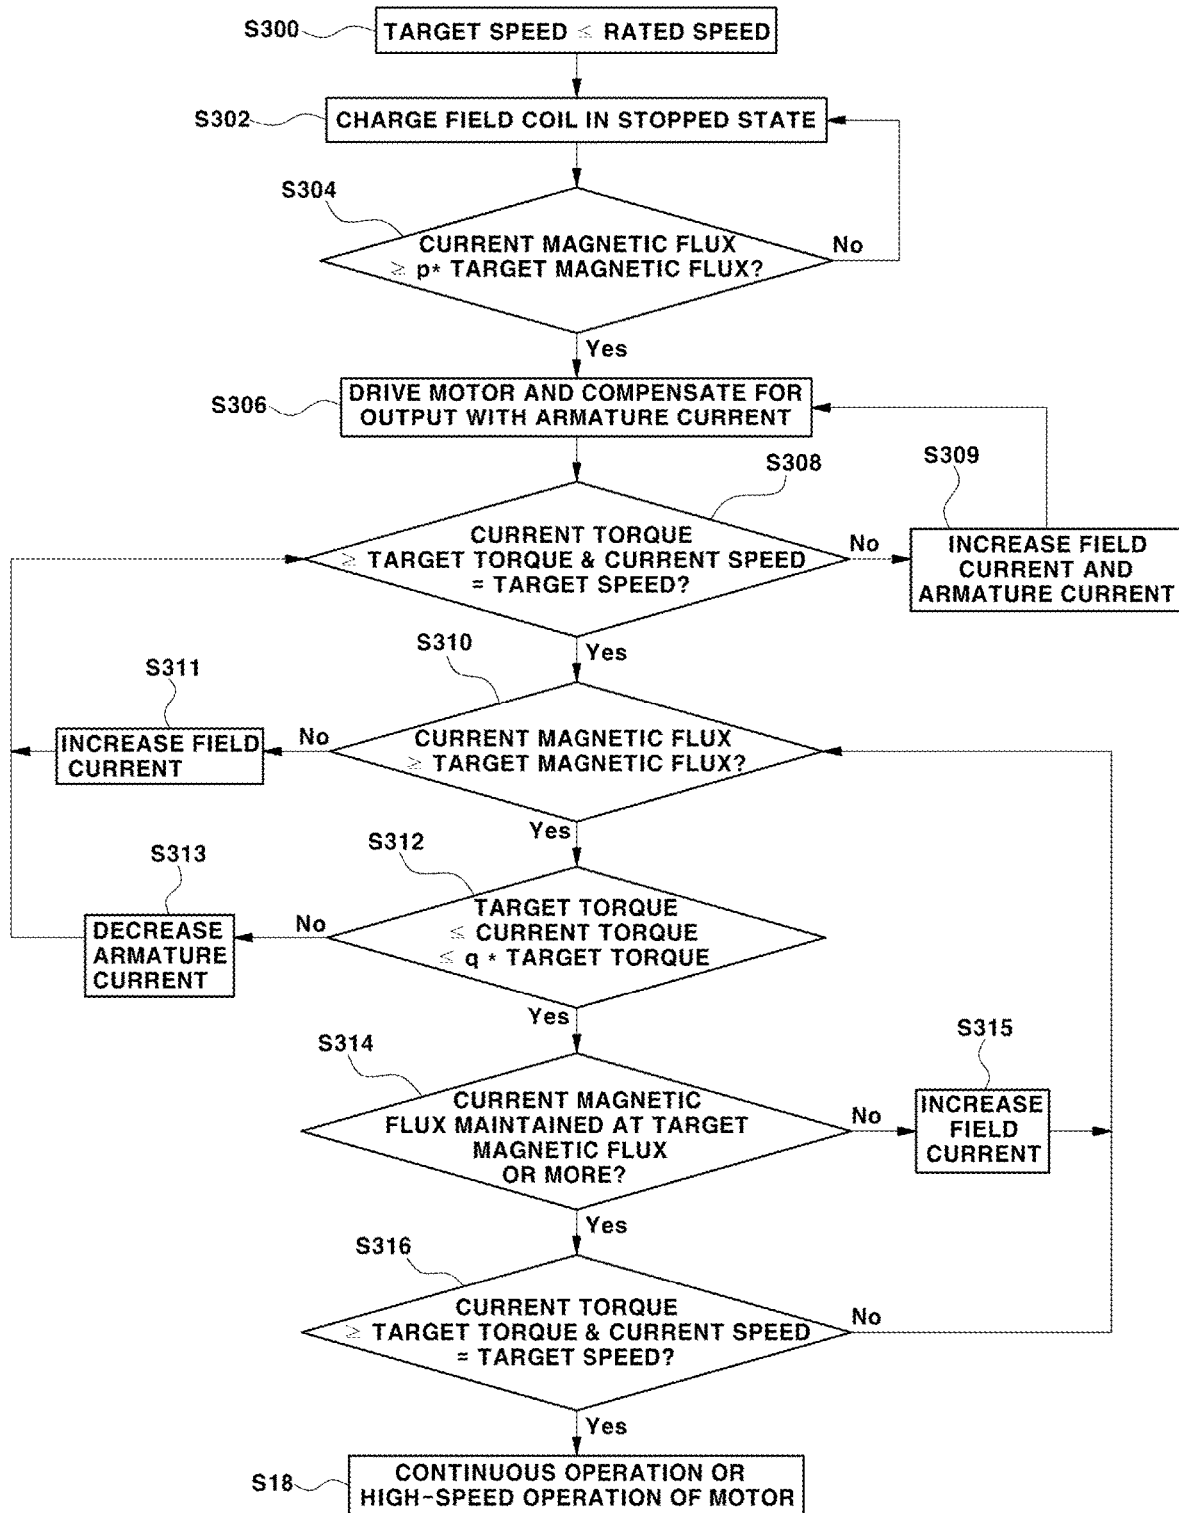 S300
TARGET SPEED ≤ RATED SPEED
S302
CHARGE FIELD COIL IN STOPPED STATE
S304
CURRENT MAGNETIC FLUX
≥ p* TARGET MAGNETIC FLUX?
No
Yes
S306
DRIVE MOTOR AND COMPENSATE FOR
OUTPUT WITH ARMATURE CURRENT
S308
S309
CURRENT TORQUE
≥ TARGET TORQUE & CURRENT SPEED
= TARGET SPEED?
No
INCREASE FIELD
CURRENT AND
ARMATURE CURRENT
Yes
S310
S311
CURRENT MAGNETIC FLUX
≥ TARGET MAGNETIC FLUX?
No
INCREASE FIELD
CURRENT
Yes
S312
S313
TARGET TORQUE
≤ CURRENT TORQUE
≤ q * TARGET TORQUE
No
DECREASE
ARMATURE
CURRENT
Yes
S314
S315
CURRENT MAGNETIC
FLUX MAINTAINED AT TARGET
MAGNETIC FLUX
OR MORE?
No
INCREASE
FIELD
CURRENT
Yes
S316
CURRENT TORQUE
≥ TARGET TORQUE & CURRENT SPEED
= TARGET SPEED?
No
Yes
S18
CONTINUOUS OPERATION OR
HIGH-SPEED OPERATION OF MOTOR